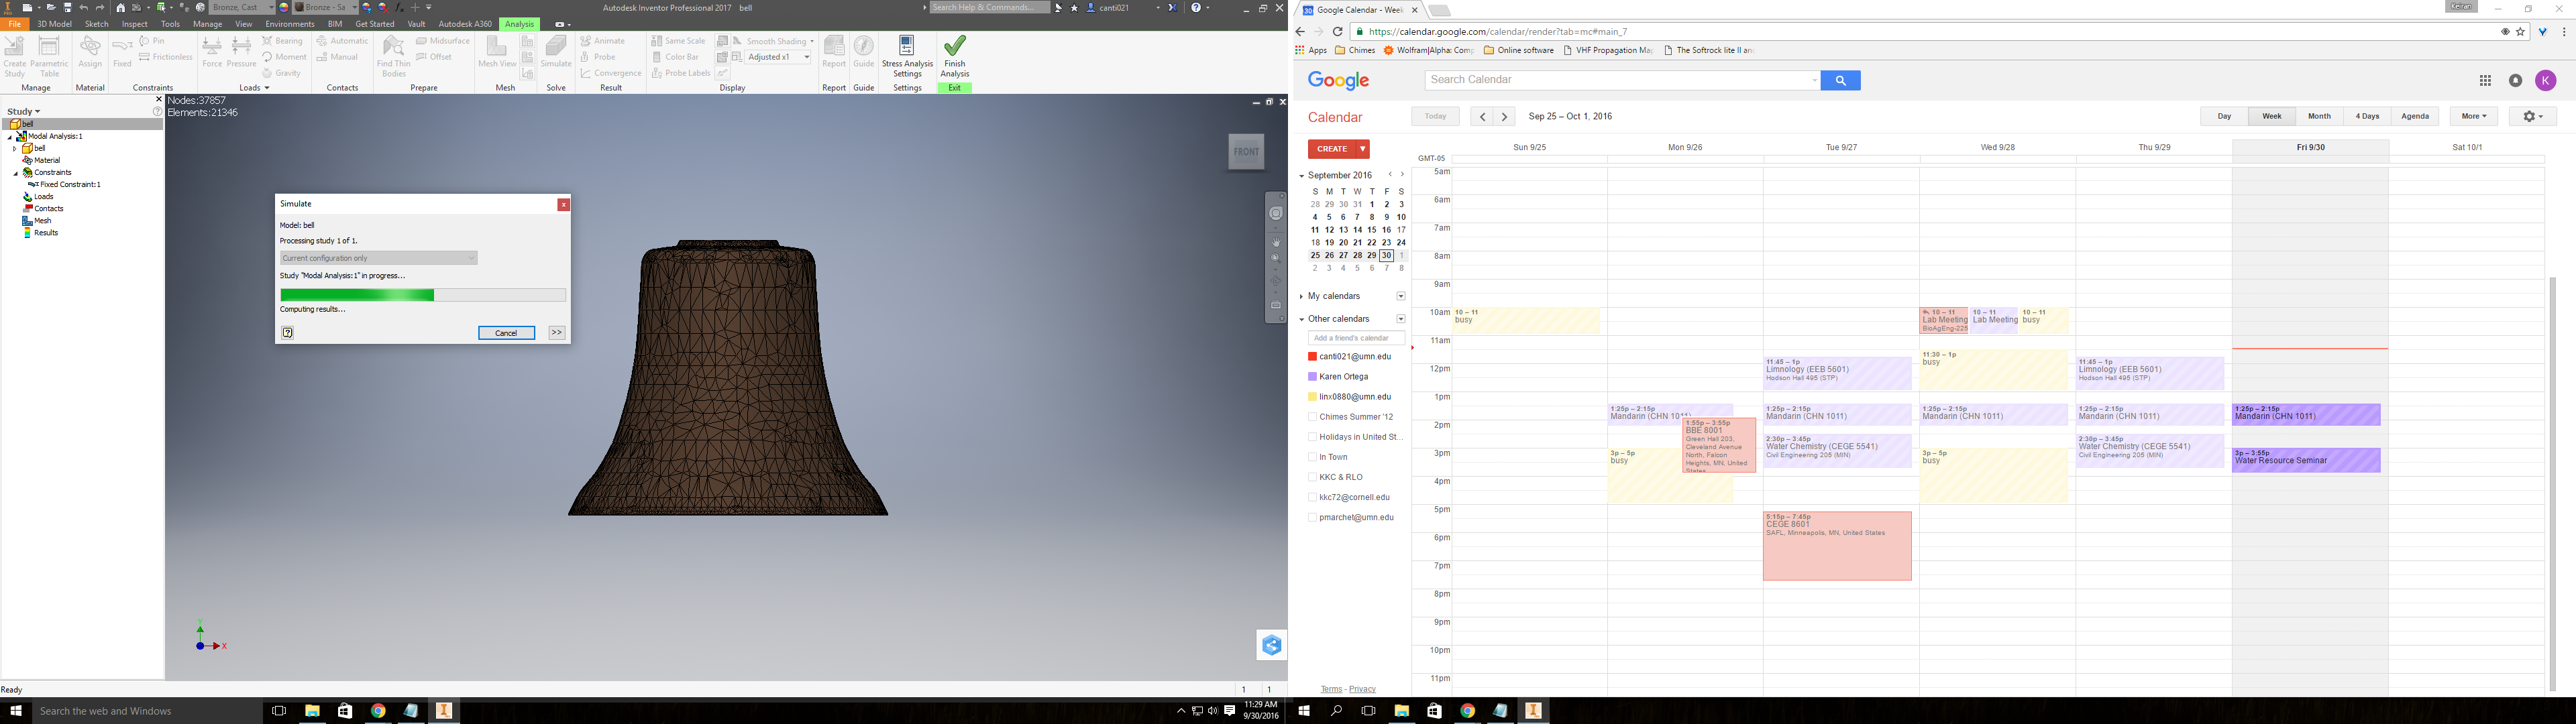 Bronze, Cast
Bronze - Sa
Autodesk Inventor Professional 2017 bell
Search Help & Commands...
canti021
File 3D Model Sketch Inspect Tools Manage View Environments BIM Get Started Vault Autodesk A360 Analysis
Create Study
Parametric Table
Assign
Fixed
Pin
Frictionless
Force
Pressure
Bearing
Moment
Gravity
Automatic
Manual
Find Thin Bodies
Midsurface
Offset
Mesh View
Simulate
Animate
Probe
Convergence
Same Scale
Color Bar
Probe Labels
Smooth Shading
Adjusted x1
Report
Guide
Stress Analysis Settings
Finish Analysis
Manage Material Constraints Loads Contacts Prepare Mesh Solve Result Display Report Guide Settings Exit
Study
bell
Modal Analysis:1
bell
Material
Constraints
Fixed Constraint:1
Loads
Contacts
Mesh
Results
Nodes:37857
Elements:21346
FRONT
Simulate
Model: bell
Processing study 1 of 1.
Current configuration only
Study "Modal Analysis:1" in progress...
Computing results...
Cancel >>
Y
X
Ready
1 1
Search the web and Windows
11:29 AM
9/30/2016
Google Calendar - Week
Keiran
https://calendar.google.com/calendar/render?tab=mc#main_7
Apps Chimes Wolfram|Alpha: Comp Online software VHF Propagation Map The Softrock lite II and
Google
Search Calendar
K
Calendar
Today
Sep 25 – Oct 1, 2016
Day Week Month 4 Days Agenda More
CREATE
September 2016
S M T W T F S
28 29 30 31 1 2 3
4 5 6 7 8 9 10
11 12 13 14 15 16 17
18 19 20 21 22 23 24
25 26 27 28 29 30 1
2 3 4 5 6 7 8
My calendars
Other calendars
Add a friend's calendar
canti021@umn.edu
Karen Ortega
linx0880@umn.edu
Chimes Summer '12
Holidays in United St...
In Town
KKC & RLO
kkc72@cornell.edu
pmarchet@umn.edu
Terms - Privacy
GMT-05
Sun 9/25 Mon 9/26 Tue 9/27 Wed 9/28 Thu 9/29 Fri 9/30 Sat 10/1
5am
6am
7am
8am
9am
10am
11am
12pm
1pm
2pm
3pm
4pm
5pm
6pm
7pm
8pm
9pm
10pm
11pm
10 – 11
busy
1:25p – 2:15p
Mandarin (CHN 1011)
1:55p – 3:55p
BBE 8001
Green Hall 203,
Cleveland Avenue
North, Falcon
Heights, MN, United
States
3p – 5p
busy
11:45 – 1p
Limnology (EEB 5601)
Hodson Hall 495 (STP)
1:25p – 2:15p
Mandarin (CHN 1011)
2:30p – 3:45p
Water Chemistry (CEGE 5541)
Civil Engineering 205 (MIN)
5:15p – 7:45p
CEGE 8601
SAFL, Minneapolis, MN, United States
10 – 11
Lab Meeting
BioAgEng-225
10 – 11
Lab Meeting
10 – 11
busy
11:30 – 1p
busy
1:25p – 2:15p
Mandarin (CHN 1011)
3p – 5p
busy
11:45 – 1p
Limnology (EEB 5601)
Hodson Hall 495 (STP)
1:25p – 2:15p
Mandarin (CHN 1011)
2:30p – 3:45p
Water Chemistry (CEGE 5541)
Civil Engineering 205 (MIN)
1:25p – 2:15p
Mandarin (CHN 1011)
3p – 3:55p
Water Resource Seminar